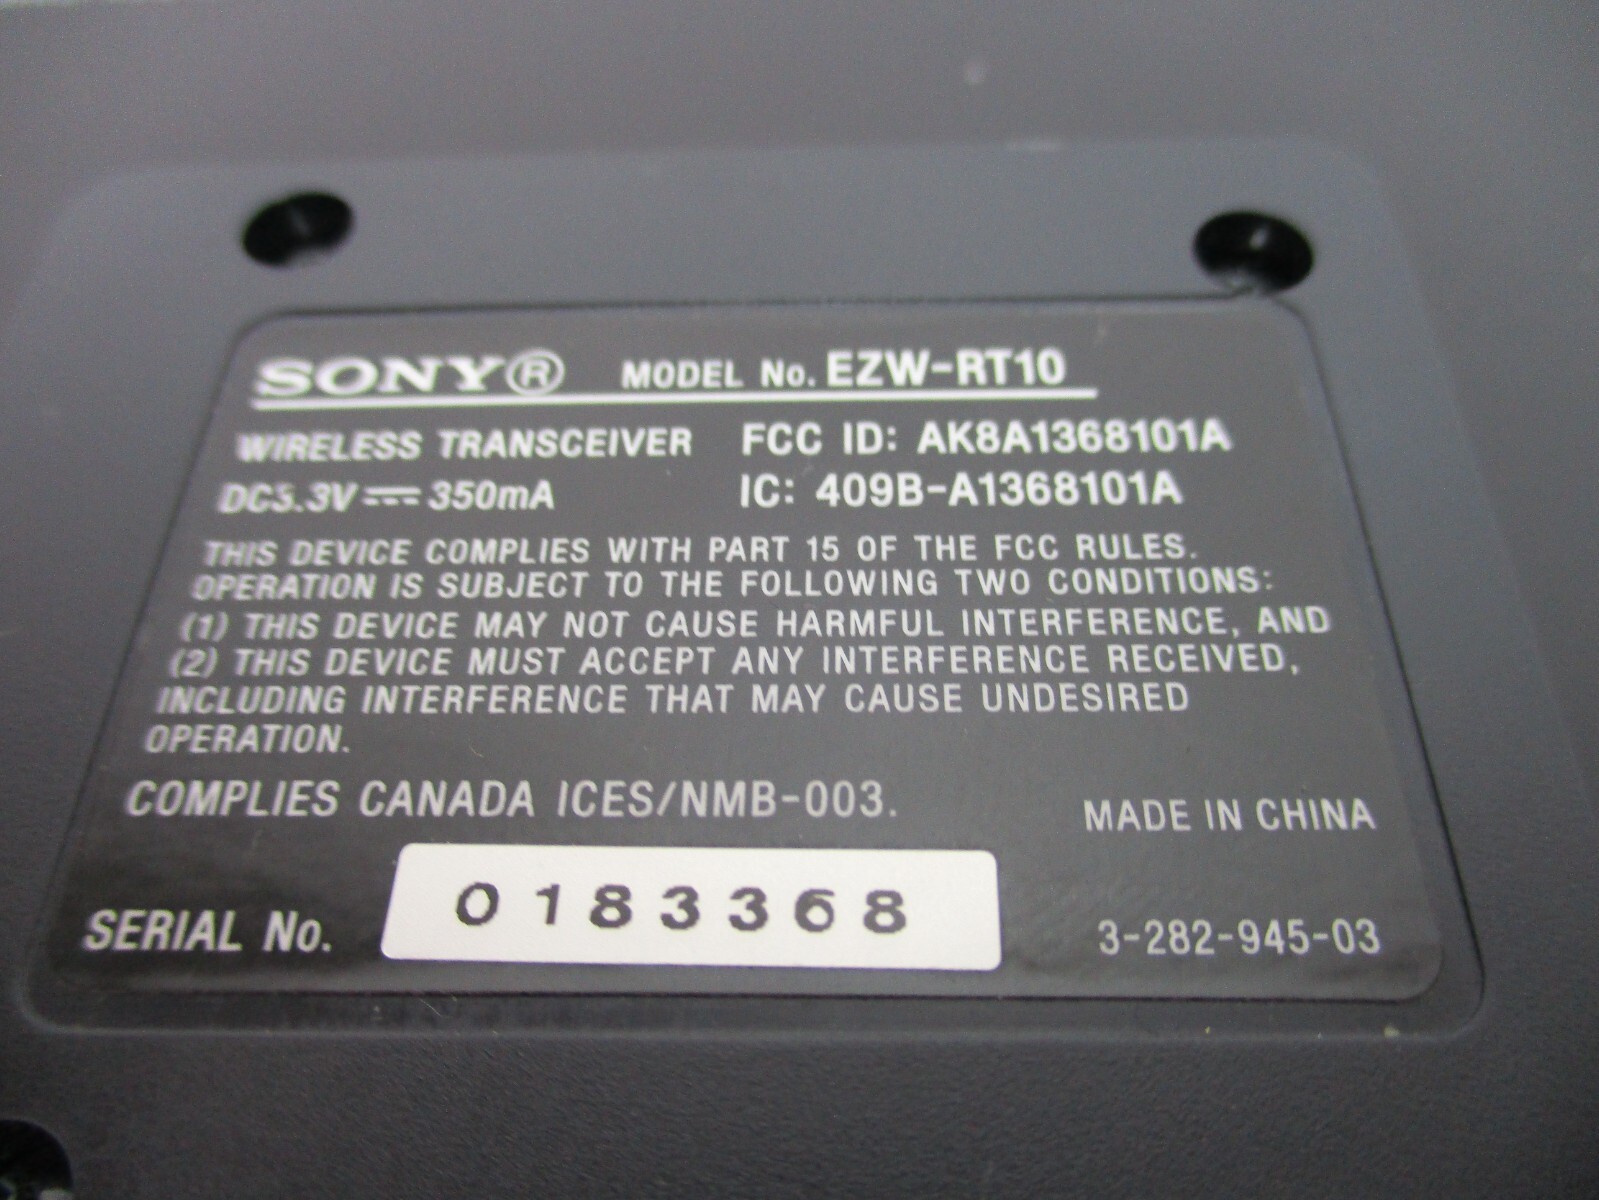 SONY® MODEL No. EZW-RT10
WIRELESS TRANSCEIVER FCC ID: AK8A1368101A
DC3.3V ⎓ 350mA IC: 409B-A1368101A
THIS DEVICE COMPLIES WITH PART 15 OF THE FCC RULES.
OPERATION IS SUBJECT TO THE FOLLOWING TWO CONDITIONS:
(1) THIS DEVICE MAY NOT CAUSE HARMFUL INTERFERENCE, AND
(2) THIS DEVICE MUST ACCEPT ANY INTERFERENCE RECEIVED,
INCLUDING INTERFERENCE THAT MAY CAUSE UNDESIRED
OPERATION.
COMPLIES CANADA ICES/NMB-003.
MADE IN CHINA
SERIAL No. 0183368 3-282-945-03